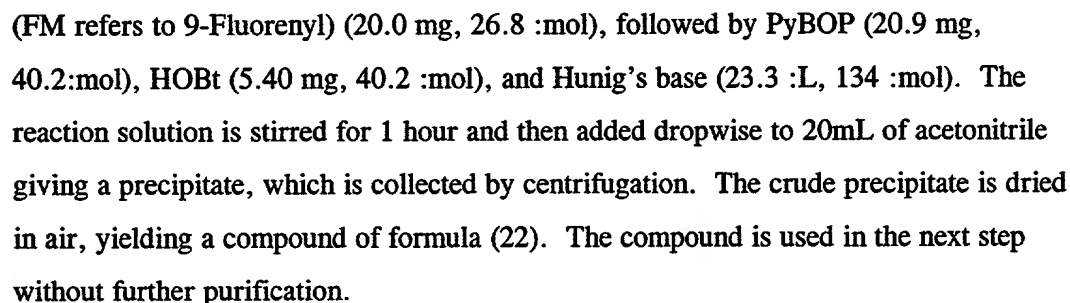 (FM refers to 9-Fluorenyl) (20.0 mg, 26.8 :mol), followed by PyBOP (20.9 mg,
40.2:mol), HOBt (5.40 mg, 40.2 :mol), and Hunig's base (23.3 :L, 134 :mol). The
reaction solution is stirred for 1 hour and then added dropwise to 20mL of acetonitrile
giving a precipitate, which is collected by centrifugation. The crude precipitate is dried
in air, yielding a compound of formula (22). The compound is used in the next step
without further purification.